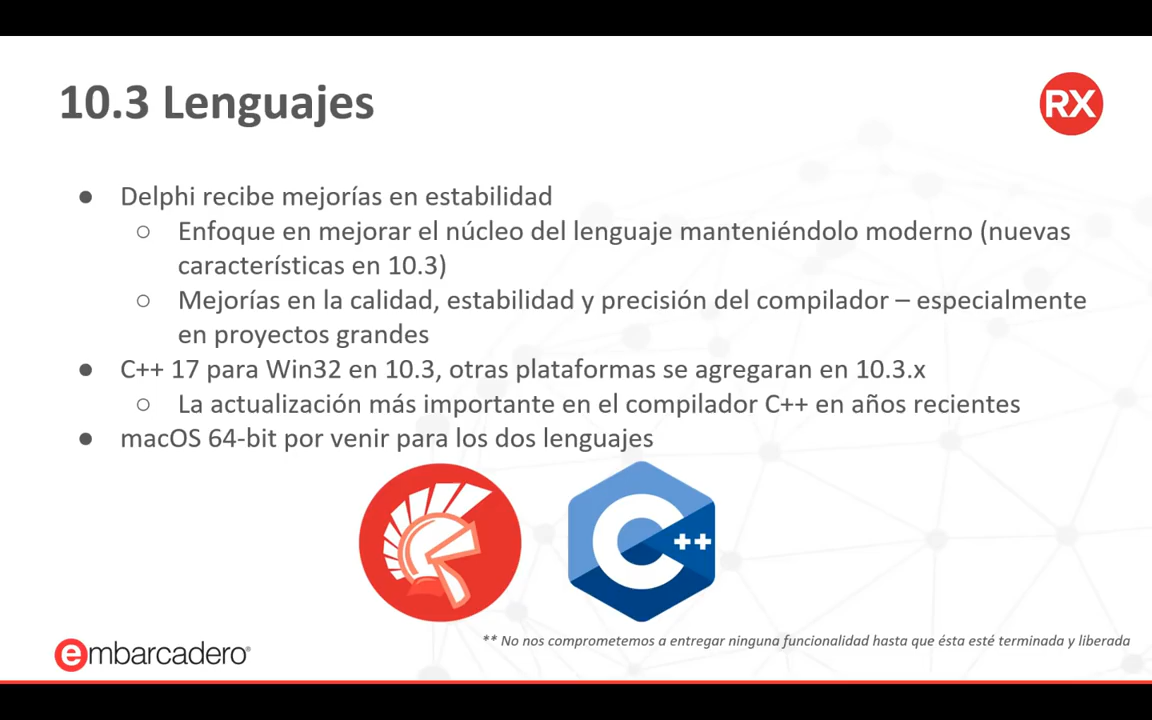 10.3 Lenguajes
RX
● Delphi recibe mejorías en estabilidad
○ Enfoque en mejorar el núcleo del lenguaje manteniéndolo moderno (nuevas
características en 10.3)
○ Mejorías en la calidad, estabilidad y precisión del compilador – especialmente
en proyectos grandes
● C++ 17 para Win32 en 10.3, otras plataformas se agregaran en 10.3.x
○ La actualización más importante en el compilador C++ en años recientes
● macOS 64-bit por venir para los dos lenguajes
C++
** No nos comprometemos a entregar ninguna funcionalidad hasta que ésta esté terminada y liberada
embarcadero®